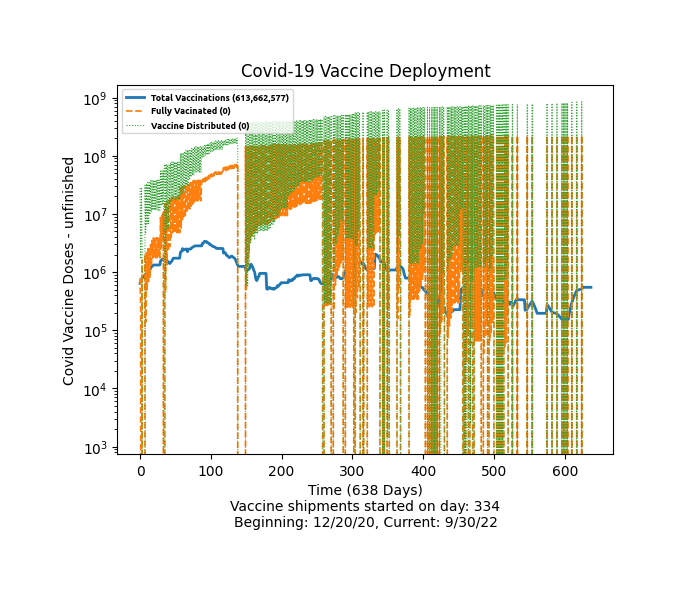 Covid-19 Vaccine Deployment
Total Vaccinations (613,662,577)
Fully Vacinated (0)
Vaccine Distributed (0)
Covid Vaccine Doses - unfinished
10⁹
10⁸
10⁷
10⁶
10⁵
10⁴
10³
0 100 200 300 400 500 600
Time (638 Days)
Vaccine shipments started on day: 334
Beginning: 12/20/20, Current: 9/30/22